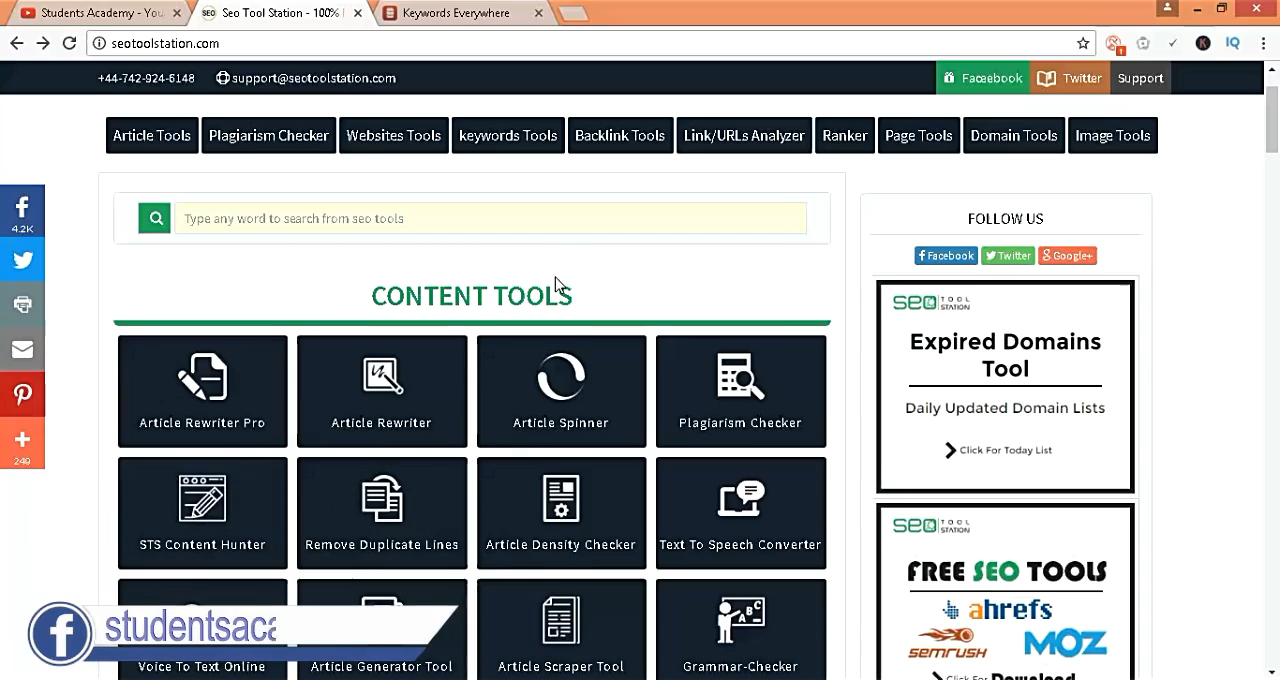 Students Academy - You
Seo Tool Station - 100%
Keywords Everywhere
seotoolstation.com
IQ
+44-742-924-6148
support@seotoolstation.com
Facebook
Twitter
Support
Article Tools
Plagiarism Checker
Websites Tools
keywords Tools
Backlink Tools
Link/URLs Analyzer
Ranker
Page Tools
Domain Tools
Image Tools
4.2K
249
Type any word to search from seo tools
CONTENT TOOLS
Article Rewriter Pro
Article Rewriter
Article Spinner
Plagiarism Checker
STS Content Hunter
Remove Duplicate Lines
Article Density Checker
Text To Speech Converter
Voice To Text Online
Article Generator Tool
Article Scraper Tool
Grammar-Checker
studentsaca
FOLLOW US
Facebook
Twitter
Google+
SEO TOOL STATION
Expired Domains
Tool
Daily Updated Domain Lists
Click For Today List
SEO TOOL STATION
FREE SEO TOOLS
ahrefs
SEMRUSH
MOZ
Click For Download